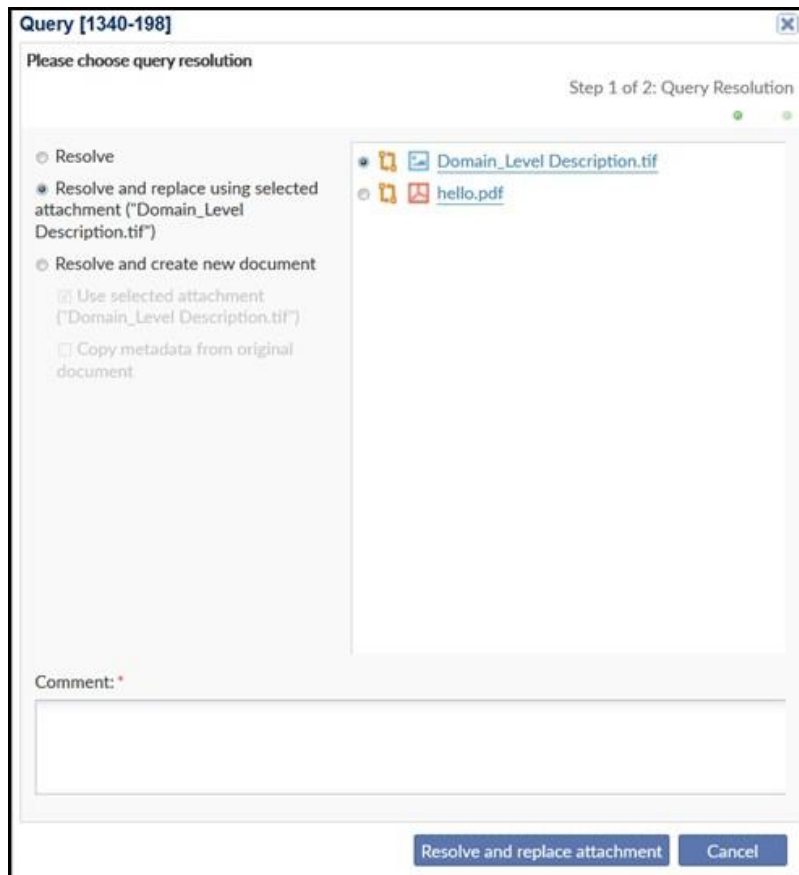 Query [1340-198]
Please choose query resolution
Step 1 of 2: Query Resolution
Resolve
Resolve and replace using selected
attachment ("Domain_Level
Description.tif")
Resolve and create new document
Use selected attachment
("Domain_Level Description.tif")
Copy metadata from original
document
Domain_Level Description.tif
hello.pdf
Comment: *
Resolve and replace attachment
Cancel